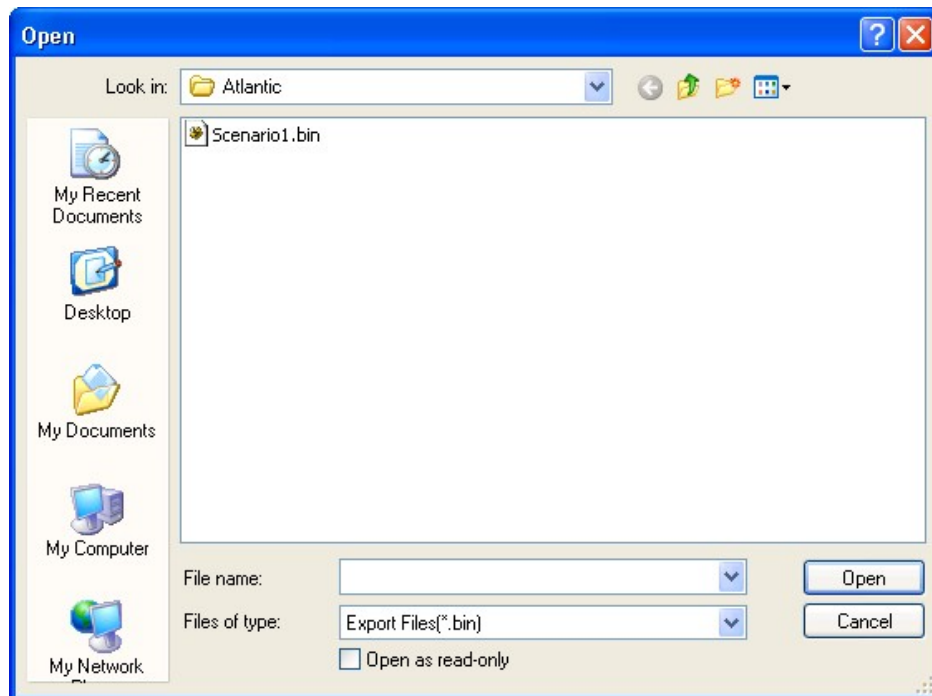 Open
Look in:
Atlantic
Scenario1.bin
My Recent
Documents
Desktop
My Documents
My Computer
My Network
File name:
Open
Files of type:
Export Files(*.bin)
Cancel
Open as read-only